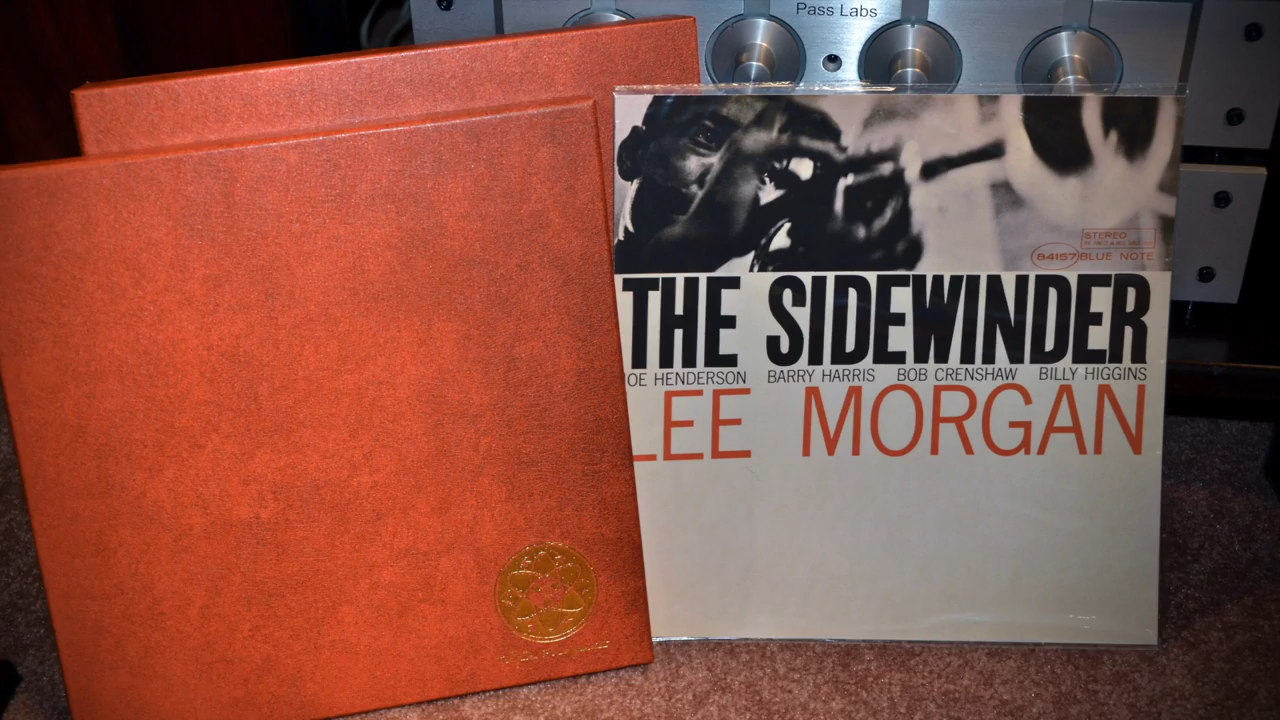 Pass Labs
STEREO
84157 BLUE NOTE
THE SIDEWINDER
OE HENDERSON BARRY HARRIS BOB CRENSHAW BILLY HIGGINS
LEE MORGAN